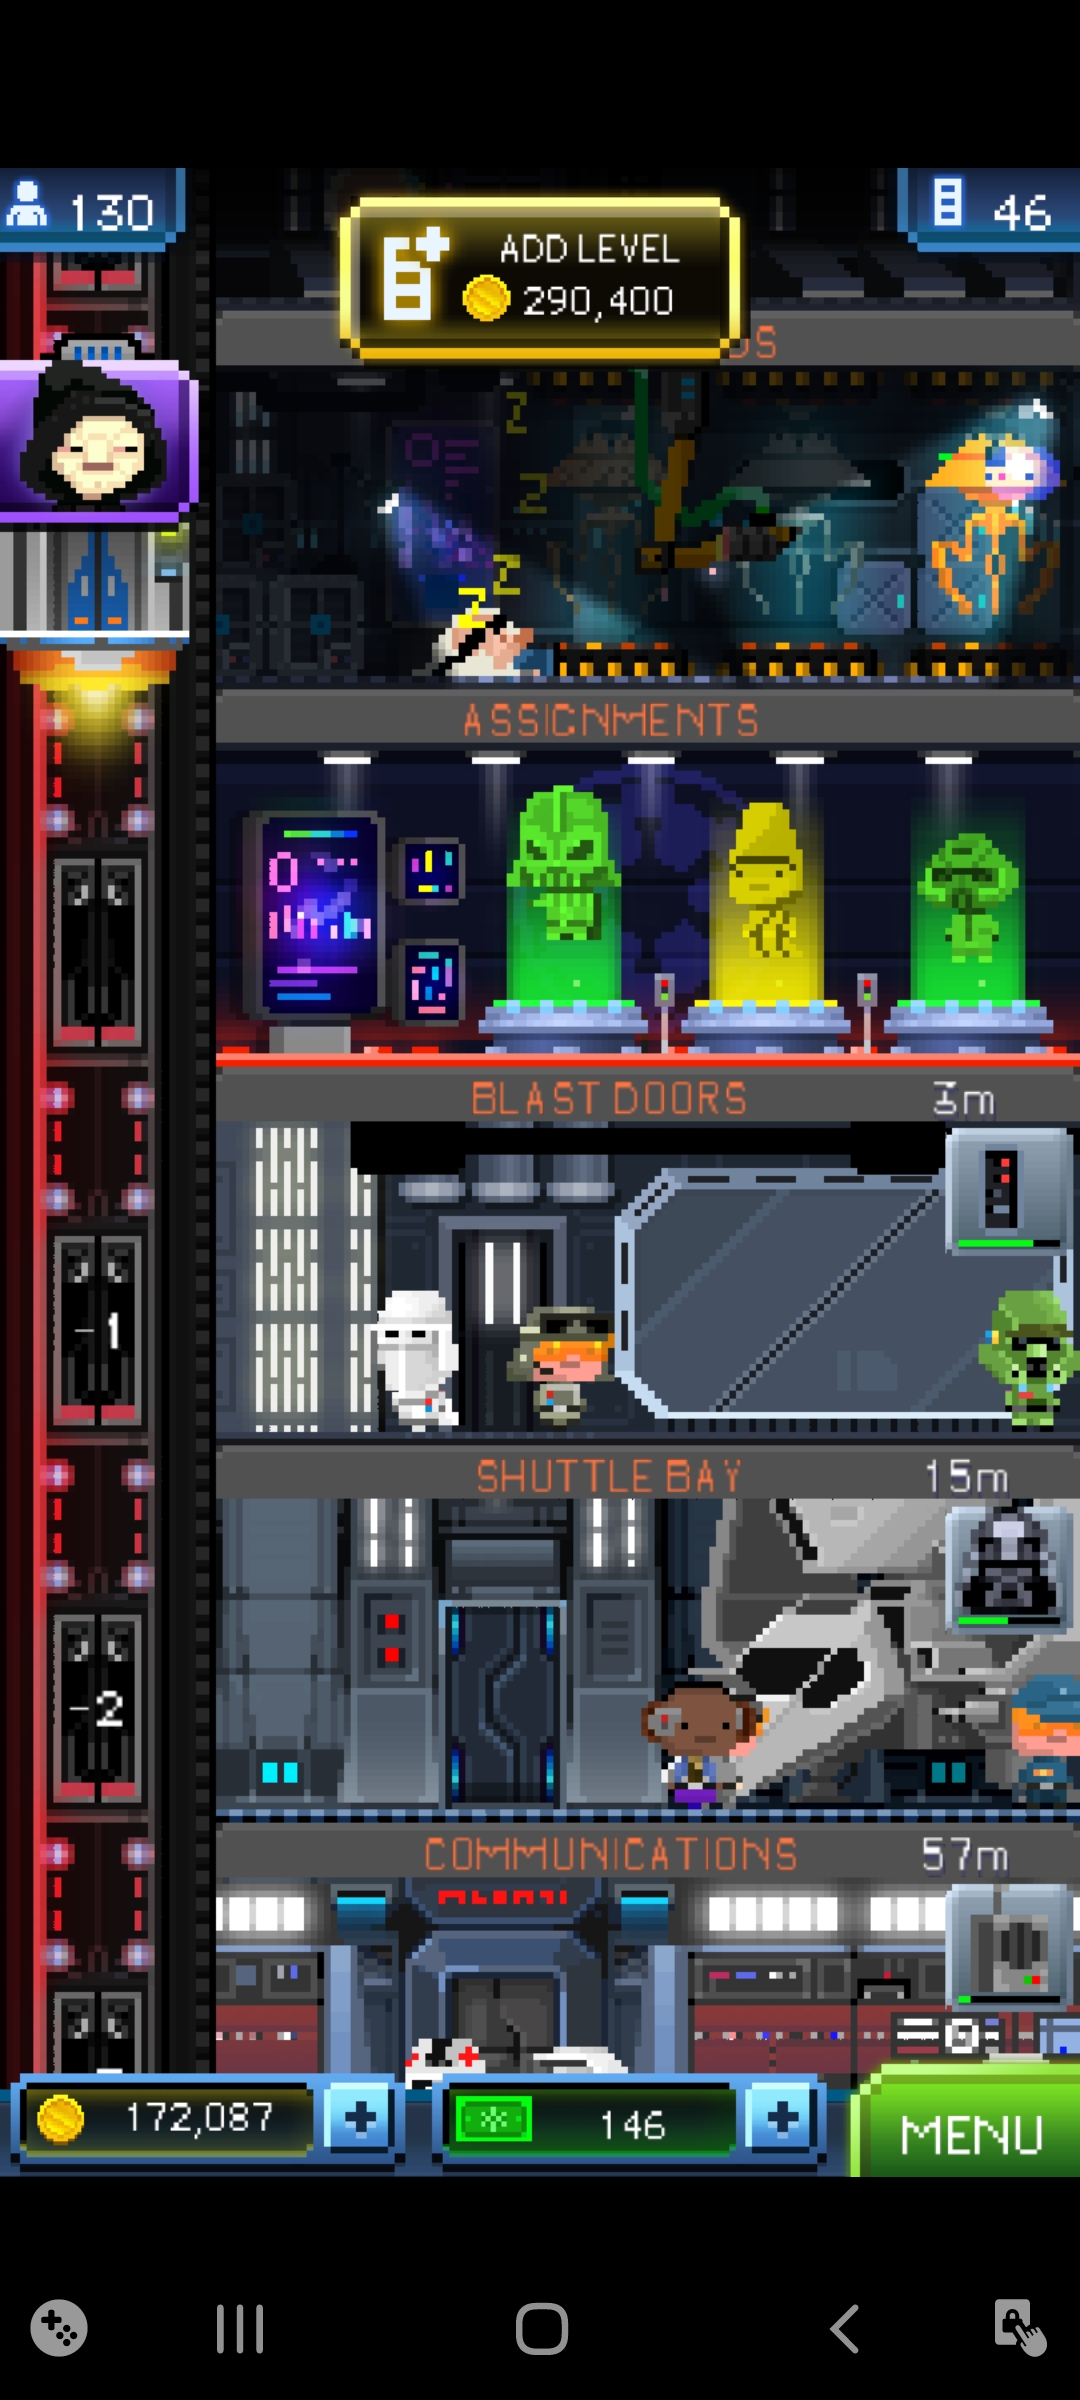 130
46
ADD LEVEL
290,400
DS
ASSIGNMENTS
BLAST DOORS
3m
-1
SHUTTLE BAY
15m
-2
COMMUNICATIONS
57m
172,087
146
MENU